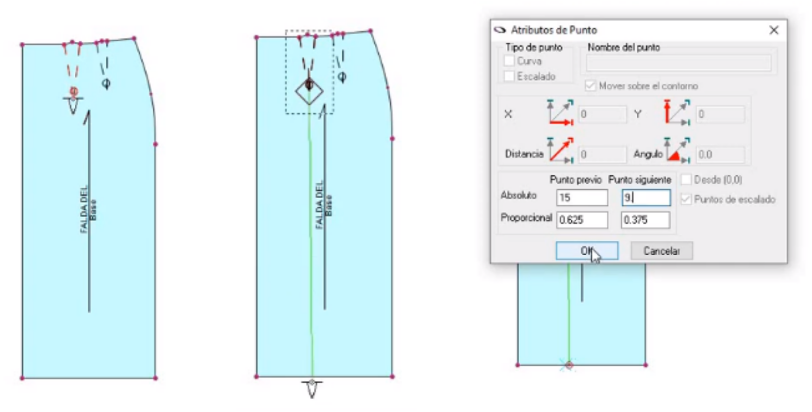 FALDA DEL
Base
FALDA DEL
Base
Atributos de Punto
Tipo de punto
Curva
Escalado
Nombre del punto
Mover sobre el contorno
X 0 Y 0
Distancia 0 Angulo 0.0
Punto previo Punto siguiente Desde (0,0)
Absoluto 15 9. Puntos de escalado
Proporcional 0.625 0.375
OK Cancelar